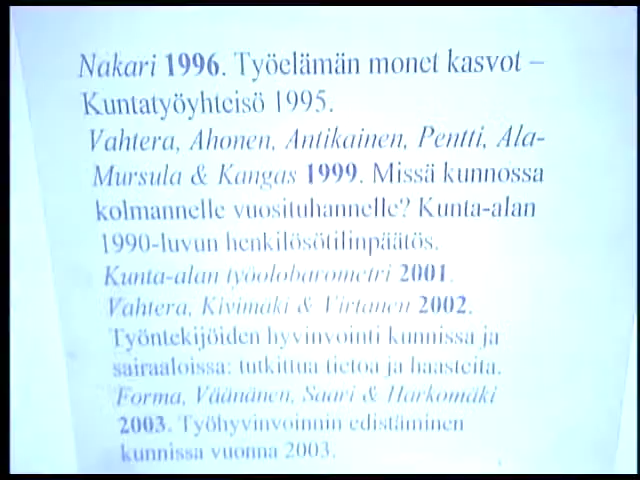 Nakari 1996. Työelämän monet kasvot –
Kuntatyöyhteisö 1995.
Vahtera, Ahonen, Antikainen, Pentti, Ala-
Mursula & Kangas 1999. Missä kunnossa
kolmannelle vuosituhannelle? Kunta-alan
1990-luvun henkilösötilinpäätös.
Kunta-alan työolobarometri 2001.
Vahtera, Kivimäki & Virtanen 2002.
Työntekijöiden hyvinvointi kunnissa ja
sairaaloissa: tutkittua tietoa ja haasteita.
Forma, Väänänen, Saari & Harkomäki
2003. Työhyvinvoinnin edistäminen
kunnissa vuonna 2003.